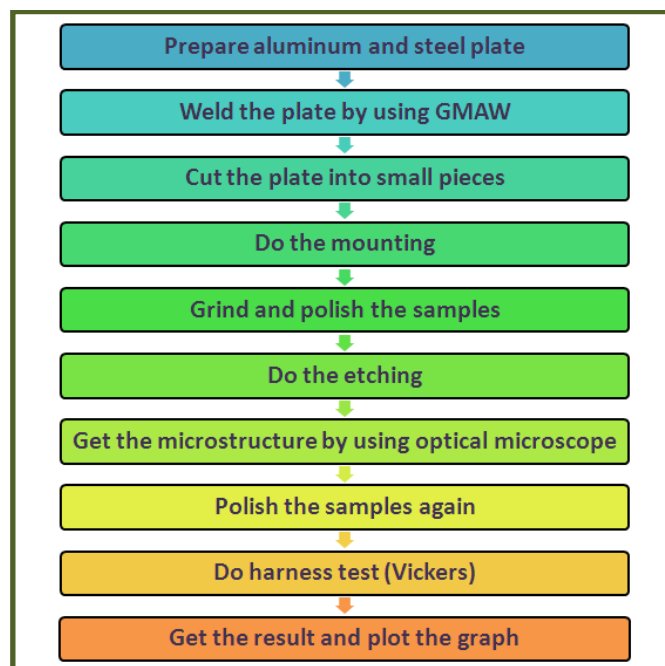 Prepare aluminum and steel plate
Weld the plate by using GMAW
Cut the plate into small pieces
Do the mounting
Grind and polish the samples
Do the etching
Get the microstructure by using optical microscope
Polish the samples again
Do harness test (Vickers)
Get the result and plot the graph